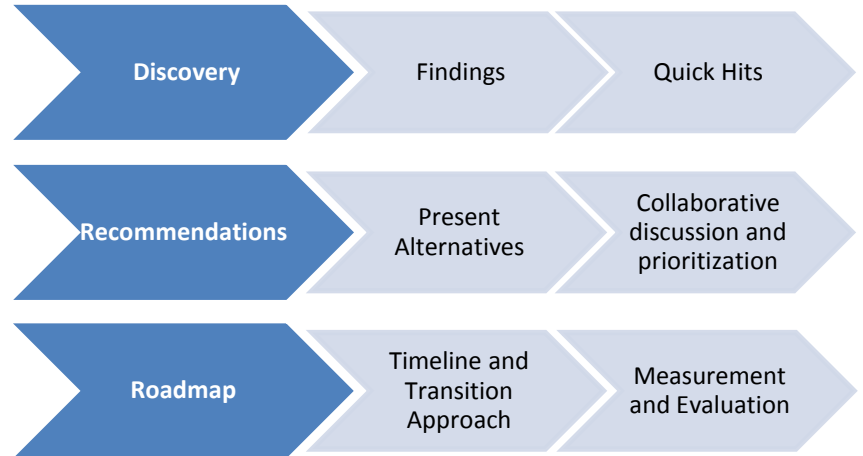 Discovery
Findings
Quick Hits
Recommendations
Present
Alternatives
Collaborative
discussion and
prioritization
Roadmap
Timeline and
Transition
Approach
Measurement
and Evaluation